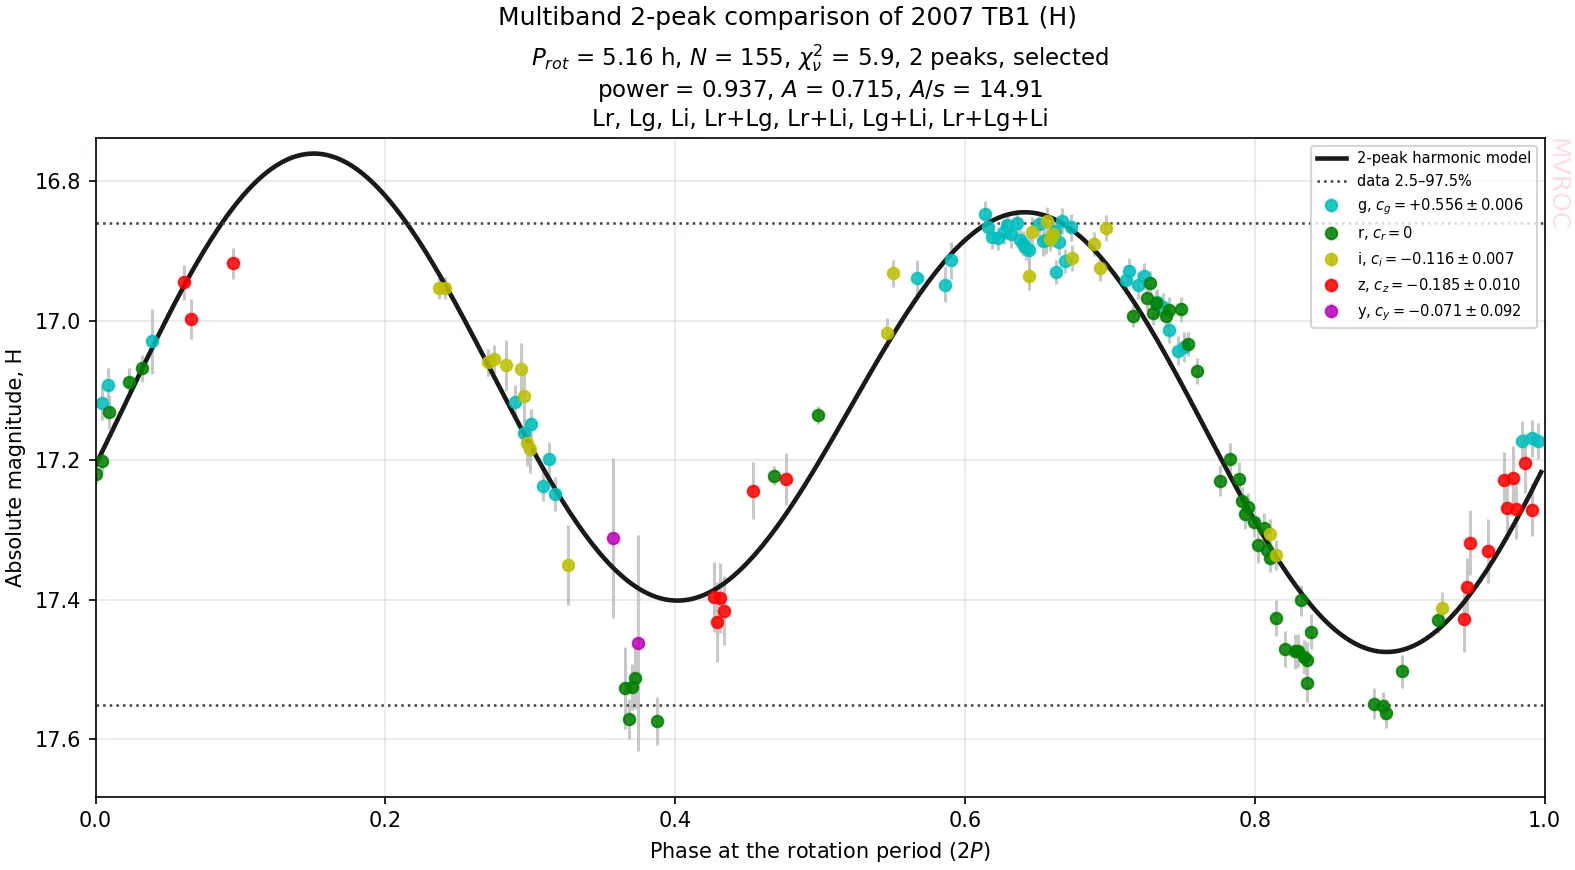 Multiband 2-peak comparison of 2007 TB1 (H)
P_rot = 5.16 h, N = 155, χ²_ν = 5.9, 2 peaks, selected
power = 0.937, A = 0.715, A/s = 14.91
Lr, Lg, Li, Lr+Lg, Lr+Li, Lg+Li, Lr+Lg+Li
2-peak harmonic model
data 2.5–97.5%
g, c_g = +0.556 ± 0.006
r, c_r = 0
i, c_i = −0.116 ± 0.007
z, c_z = −0.185 ± 0.010
y, c_y = −0.071 ± 0.092
MVROC
Absolute magnitude, H
16.8
17.0
17.2
17.4
17.6
0.0 0.2 0.4 0.6 0.8 1.0
Phase at the rotation period (2P)